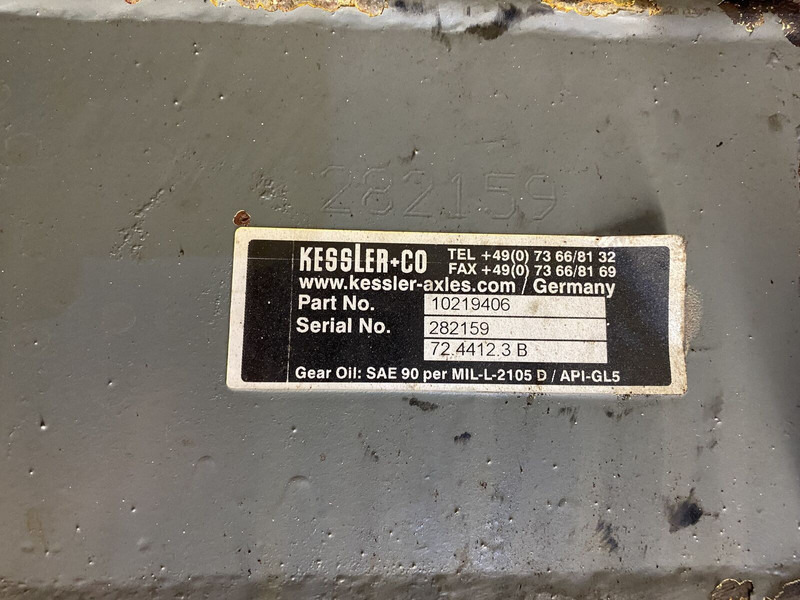 282159
KESSLER+CO
TEL +49(0) 73 66/81 32
FAX +49(0) 73 66/81 69
www.kessler-axles.com / Germany
Part No. 10219406
Serial No. 282159
72.4412.3 B
Gear Oil: SAE 90 per MIL-L-2105 D / API-GL5